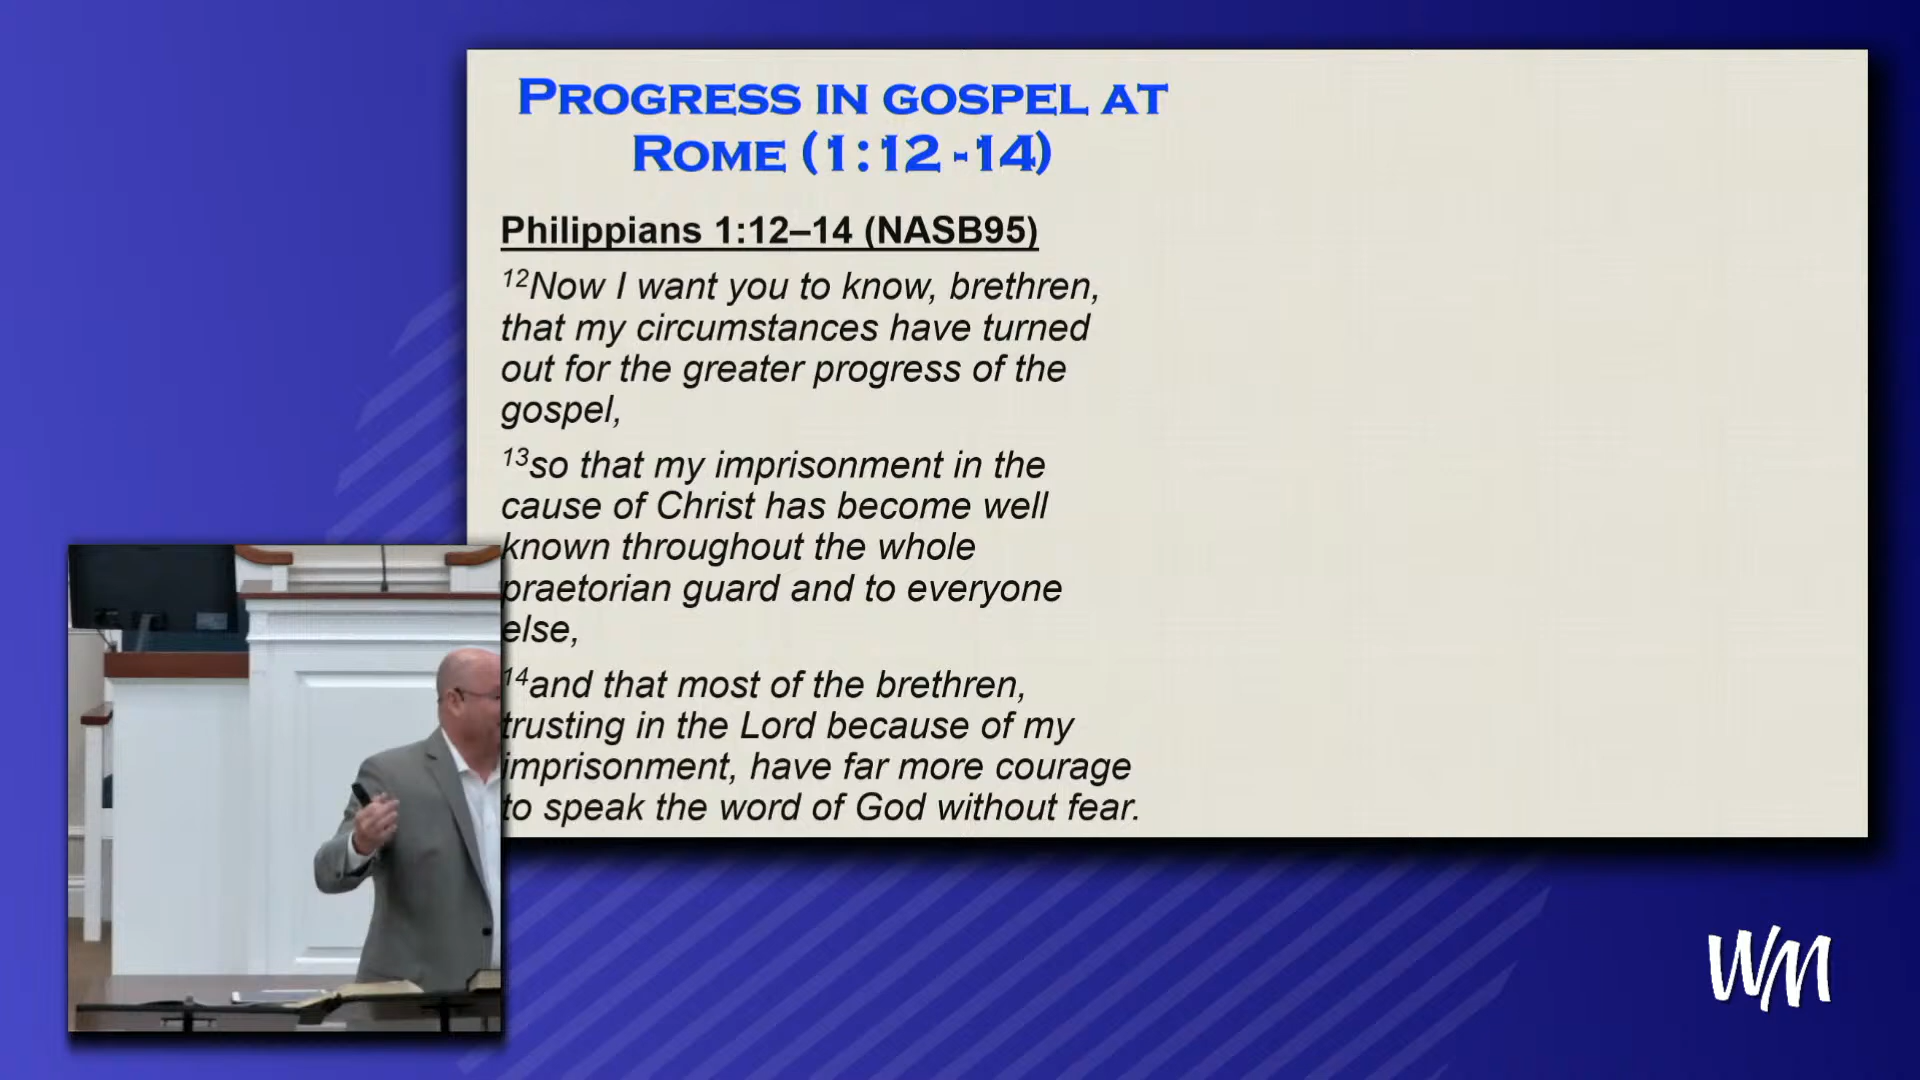 PROGRESS IN GOSPEL AT
ROME (1:12 -14)
Philippians 1:12–14 (NASB95)
12Now I want you to know, brethren,
that my circumstances have turned
out for the greater progress of the
gospel,
13so that my imprisonment in the
cause of Christ has become well
known throughout the whole
praetorian guard and to everyone
else,
14and that most of the brethren,
trusting in the Lord because of my
imprisonment, have far more courage
to speak the word of God without fear.
WM